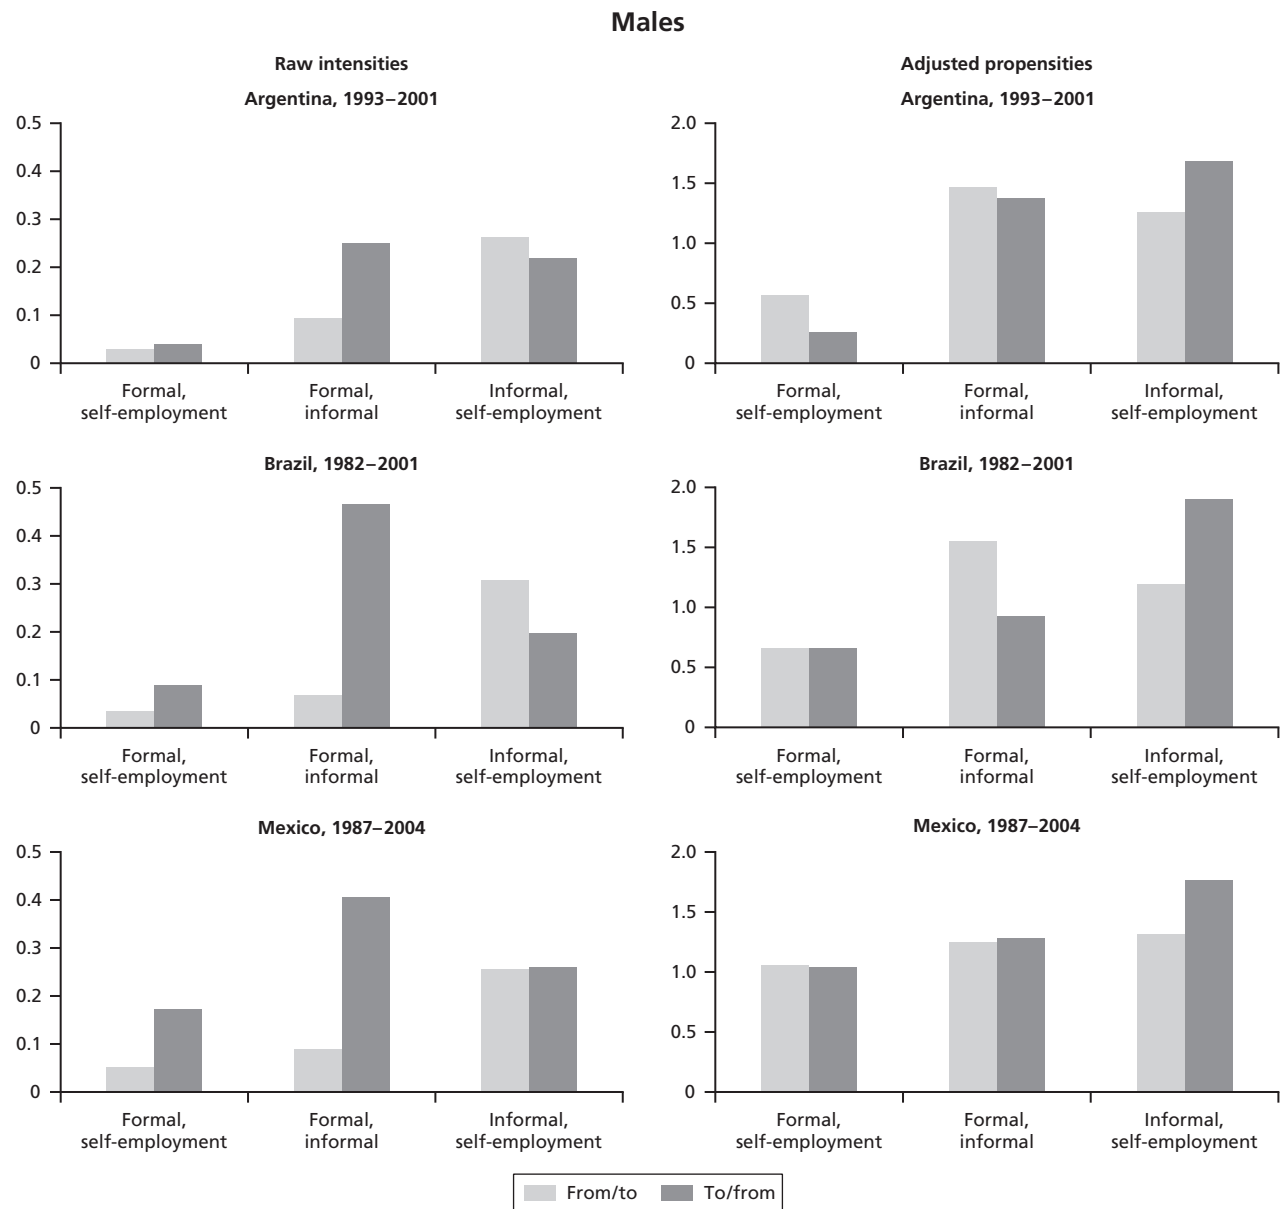 Males
Raw intensities
Argentina, 1993–2001
0.5
0.4
0.3
0.2
0.1
0
Formal,
self-employment
Formal,
informal
Informal,
self-employment
Adjusted propensities
Argentina, 1993–2001
2.0
1.5
1.0
0.5
0
Formal,
self-employment
Formal,
informal
Informal,
self-employment
Brazil, 1982–2001
0.5
0.4
0.3
0.2
0.1
0
Formal,
self-employment
Formal,
informal
Informal,
self-employment
Brazil, 1982–2001
2.0
1.5
1.0
0.5
0
Formal,
self-employment
Formal,
informal
Informal,
self-employment
Mexico, 1987–2004
0.5
0.4
0.3
0.2
0.1
0
Formal,
self-employment
Formal,
informal
Informal,
self-employment
Mexico, 1987–2004
2.0
1.5
1.0
0.5
0
Formal,
self-employment
Formal,
informal
Informal,
self-employment
From/to
To/from